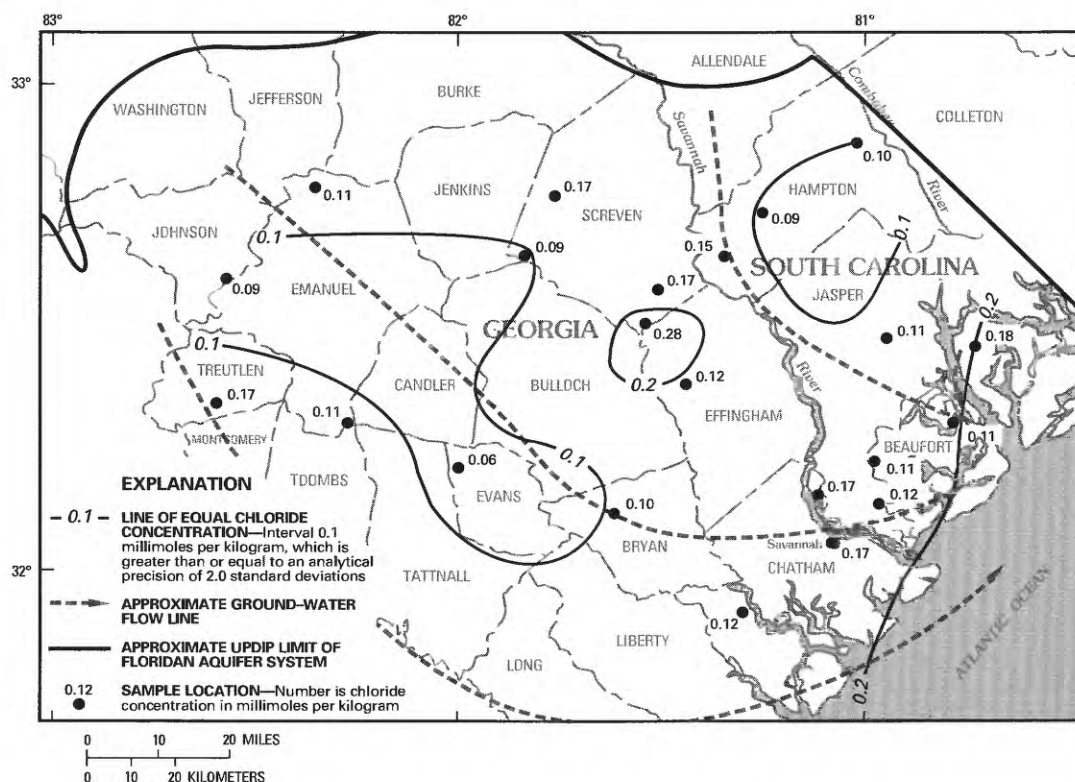 83°
82°
81°
33°
32°
WASHINGTON
JEFFERSON
BURKE
ALLENDALE
COLLETON
Combahee
River
Savannah
River
JENKINS
SCREVEN
HAMPTON
JOHNSON
EMANUEL
SOUTH CAROLINA
JASPER
GEORGIA
TREUTLEN
CANDLER
BULLOCH
EFFINGHAM
BEAUFORT
MONTGOMERY
TOOMBS
EVANS
BRYAN
Savannah
CHATHAM
TATTNALL
LIBERTY
LONG
ATLANTIC OCEAN
0.10
0.11
0.17
0.09
0.1
0.1
0.09
0.15
0.09
0.17
0.28
0.2
0.2
0.11
0.18
0.1
0.17
0.12
0.11
0.11
0.06
0.1
0.11
0.10
0.17
0.12
0.17
0.12
0.2
EXPLANATION
– 0.1 – LINE OF EQUAL CHLORIDE
CONCENTRATION—Interval 0.1
millimoles per kilogram, which is
greater than or equal to an analytical
precision of 2.0 standard deviations
APPROXIMATE GROUND–WATER
FLOW LINE
APPROXIMATE UPDIP LIMIT OF
FLORIDAN AQUIFER SYSTEM
0.12 SAMPLE LOCATION—Number is chloride
concentration in millimoles per kilogram
0 10 20 MILES
0 10 20 KILOMETERS